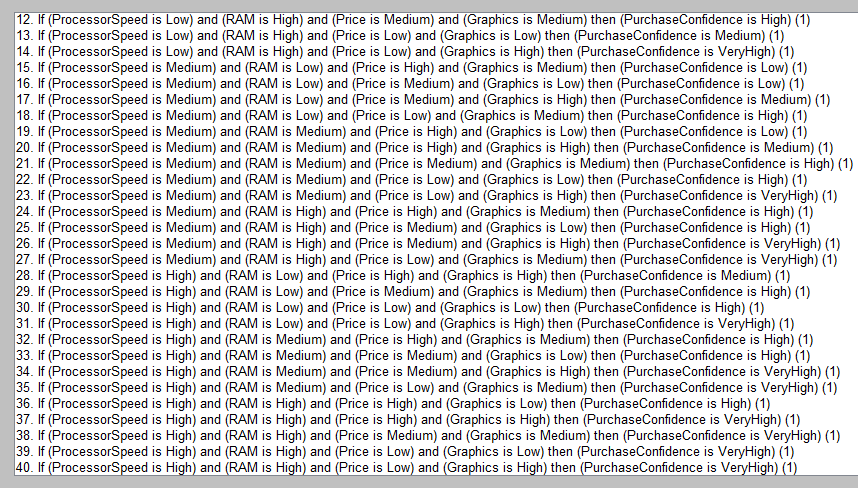 12. If (ProcessorSpeed is Low) and (RAM is High) and (Price is Medium) and (Graphics is Medium) then (PurchaseConfidence is High) (1)
13. If (ProcessorSpeed is Low) and (RAM is High) and (Price is Low) and (Graphics is Low) then (PurchaseConfidence is Medium) (1)
14. If (ProcessorSpeed is Low) and (RAM is High) and (Price is Low) and (Graphics is High) then (PurchaseConfidence is VeryHigh) (1)
15. If (ProcessorSpeed is Medium) and (RAM is Low) and (Price is High) and (Graphics is Medium) then (PurchaseConfidence is Low) (1)
16. If (ProcessorSpeed is Medium) and (RAM is Low) and (Price is Medium) and (Graphics is Low) then (PurchaseConfidence is Low) (1)
17. If (ProcessorSpeed is Medium) and (RAM is Low) and (Price is Medium) and (Graphics is High) then (PurchaseConfidence is Medium) (1)
18. If (ProcessorSpeed is Medium) and (RAM is Low) and (Price is Low) and (Graphics is Medium) then (PurchaseConfidence is High) (1)
19. If (ProcessorSpeed is Medium) and (RAM is Medium) and (Price is High) and (Graphics is Low) then (PurchaseConfidence is Low) (1)
20. If (ProcessorSpeed is Medium) and (RAM is Medium) and (Price is High) and (Graphics is High) then (PurchaseConfidence is Medium) (1)
21. If (ProcessorSpeed is Medium) and (RAM is Medium) and (Price is Medium) and (Graphics is Medium) then (PurchaseConfidence is High) (1)
22. If (ProcessorSpeed is Medium) and (RAM is Medium) and (Price is Low) and (Graphics is Low) then (PurchaseConfidence is High) (1)
23. If (ProcessorSpeed is Medium) and (RAM is Medium) and (Price is Low) and (Graphics is High) then (PurchaseConfidence is VeryHigh) (1)
24. If (ProcessorSpeed is Medium) and (RAM is High) and (Price is High) and (Graphics is Medium) then (PurchaseConfidence is High) (1)
25. If (ProcessorSpeed is Medium) and (RAM is High) and (Price is Medium) and (Graphics is Low) then (PurchaseConfidence is High) (1)
26. If (ProcessorSpeed is Medium) and (RAM is High) and (Price is Medium) and (Graphics is High) then (PurchaseConfidence is VeryHigh) (1)
27. If (ProcessorSpeed is Medium) and (RAM is High) and (Price is Low) and (Graphics is Medium) then (PurchaseConfidence is VeryHigh) (1)
28. If (ProcessorSpeed is High) and (RAM is Low) and (Price is High) and (Graphics is High) then (PurchaseConfidence is Medium) (1)
29. If (ProcessorSpeed is High) and (RAM is Low) and (Price is Medium) and (Graphics is Medium) then (PurchaseConfidence is High) (1)
30. If (ProcessorSpeed is High) and (RAM is Low) and (Price is Low) and (Graphics is Low) then (PurchaseConfidence is High) (1)
31. If (ProcessorSpeed is High) and (RAM is Low) and (Price is Low) and (Graphics is High) then (PurchaseConfidence is VeryHigh) (1)
32. If (ProcessorSpeed is High) and (RAM is Medium) and (Price is High) and (Graphics is Medium) then (PurchaseConfidence is High) (1)
33. If (ProcessorSpeed is High) and (RAM is Medium) and (Price is Medium) and (Graphics is Low) then (PurchaseConfidence is High) (1)
34. If (ProcessorSpeed is High) and (RAM is Medium) and (Price is Medium) and (Graphics is High) then (PurchaseConfidence is VeryHigh) (1)
35. If (ProcessorSpeed is High) and (RAM is Medium) and (Price is Low) and (Graphics is Medium) then (PurchaseConfidence is VeryHigh) (1)
36. If (ProcessorSpeed is High) and (RAM is High) and (Price is High) and (Graphics is Low) then (PurchaseConfidence is High) (1)
37. If (ProcessorSpeed is High) and (RAM is High) and (Price is High) and (Graphics is High) then (PurchaseConfidence is VeryHigh) (1)
38. If (ProcessorSpeed is High) and (RAM is High) and (Price is Medium) and (Graphics is Medium) then (PurchaseConfidence is VeryHigh) (1)
39. If (ProcessorSpeed is High) and (RAM is High) and (Price is Low) and (Graphics is Low) then (PurchaseConfidence is VeryHigh) (1)
40. If (ProcessorSpeed is High) and (RAM is High) and (Price is Low) and (Graphics is High) then (PurchaseConfidence is VeryHigh) (1)